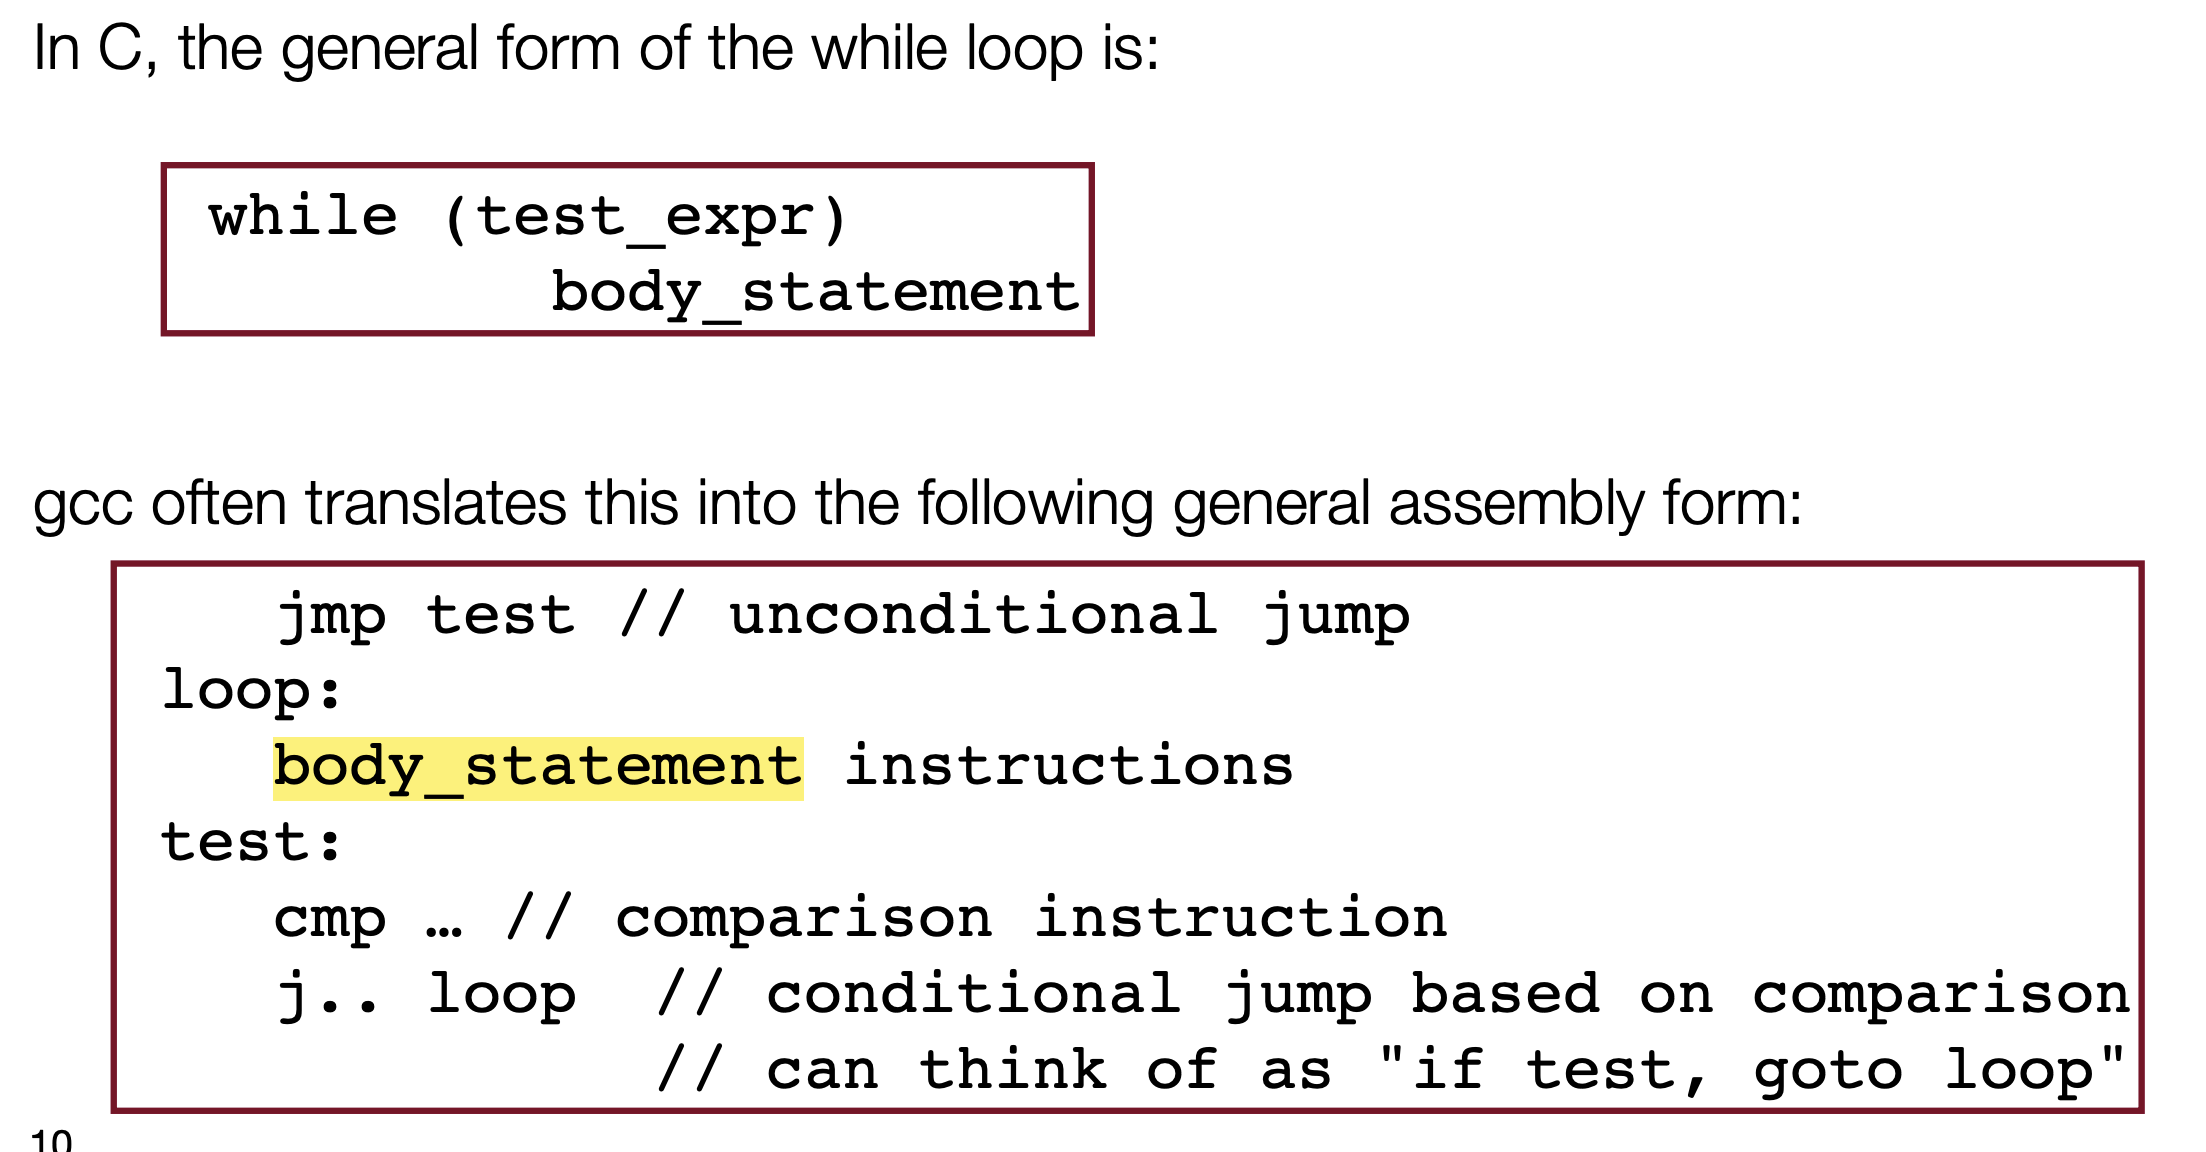 In C, the general form of the while loop is:
while (test_expr)
body_statement
gcc often translates this into the following general assembly form:
jmp test // unconditional jump
loop:
body_statement instructions
test:
cmp … // comparison instruction
j.. loop // conditional jump based on comparison
// can think of as "if test, goto loop"
10